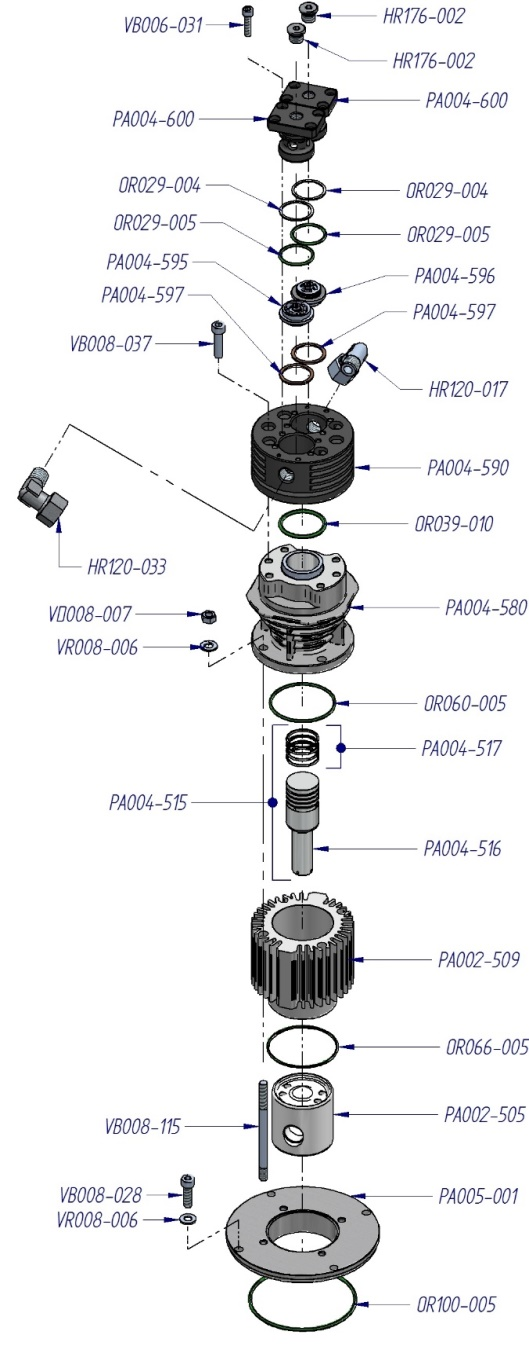 VB006-031
HR176-002
HR176-002
PA004-600
PA004-600
OR029-004
OR029-004
OR029-005
OR029-005
PA004-595
PA004-596
PA004-597
PA004-597
VB008-037
HR120-017
PA004-590
OR039-010
HR120-033
VD008-007
PA004-580
VR008-006
OR060-005
PA004-517
PA004-515
PA004-516
PA002-509
OR066-005
PA002-505
VB008-115
VB008-028
PA005-001
VR008-006
OR100-005